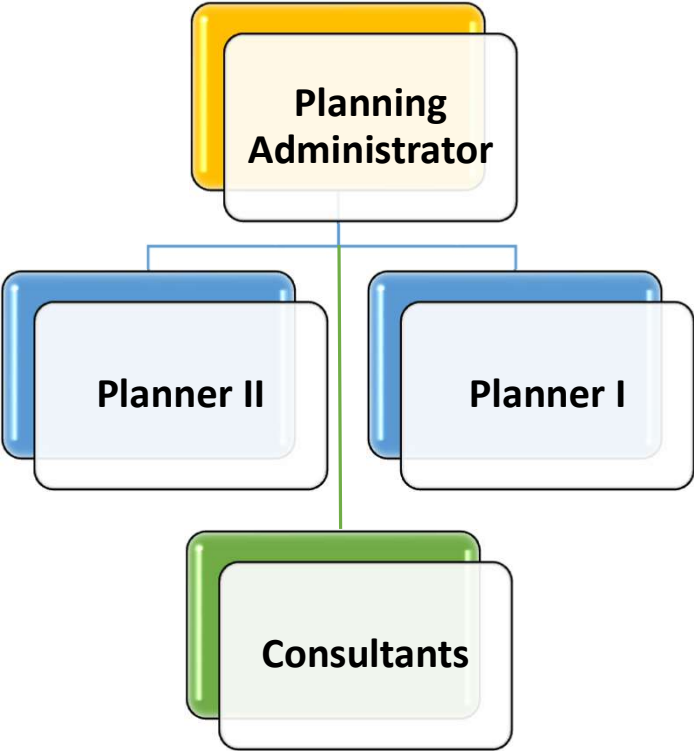 Planning
Administrator
Planner II
Planner I
Consultants